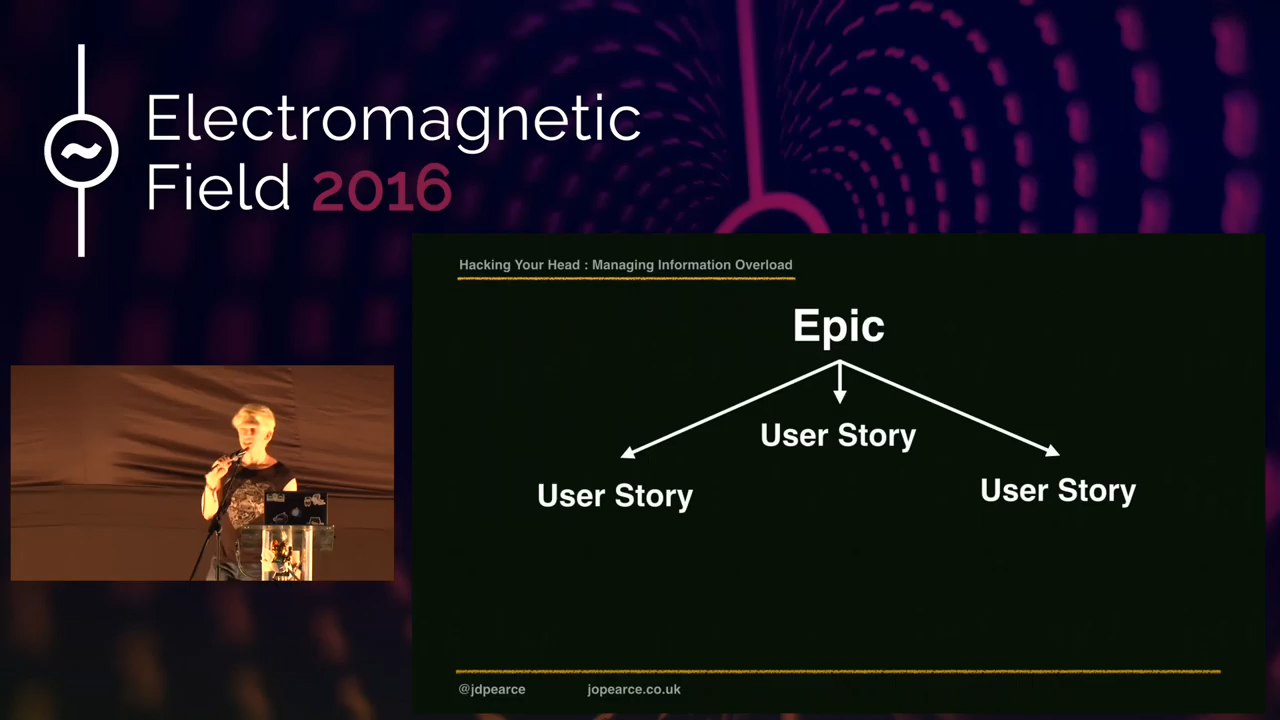 Electromagnetic
Field 2016
Hacking Your Head : Managing Information Overload
Epic
User Story
User Story
User Story
@jdpearce
jopearce.co.uk